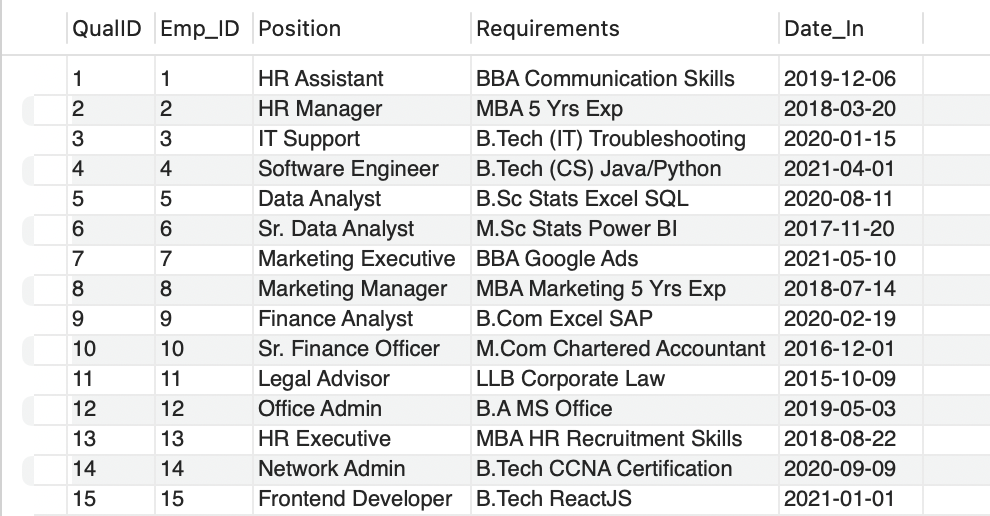 QualID Emp_ID Position Requirements Date_In
1 1 HR Assistant BBA Communication Skills 2019-12-06
2 2 HR Manager MBA 5 Yrs Exp 2018-03-20
3 3 IT Support B.Tech (IT) Troubleshooting 2020-01-15
4 4 Software Engineer B.Tech (CS) Java/Python 2021-04-01
5 5 Data Analyst B.Sc Stats Excel SQL 2020-08-11
6 6 Sr. Data Analyst M.Sc Stats Power BI 2017-11-20
7 7 Marketing Executive BBA Google Ads 2021-05-10
8 8 Marketing Manager MBA Marketing 5 Yrs Exp 2018-07-14
9 9 Finance Analyst B.Com Excel SAP 2020-02-19
10 10 Sr. Finance Officer M.Com Chartered Accountant 2016-12-01
11 11 Legal Advisor LLB Corporate Law 2015-10-09
12 12 Office Admin B.A MS Office 2019-05-03
13 13 HR Executive MBA HR Recruitment Skills 2018-08-22
14 14 Network Admin B.Tech CCNA Certification 2020-09-09
15 15 Frontend Developer B.Tech ReactJS 2021-01-01